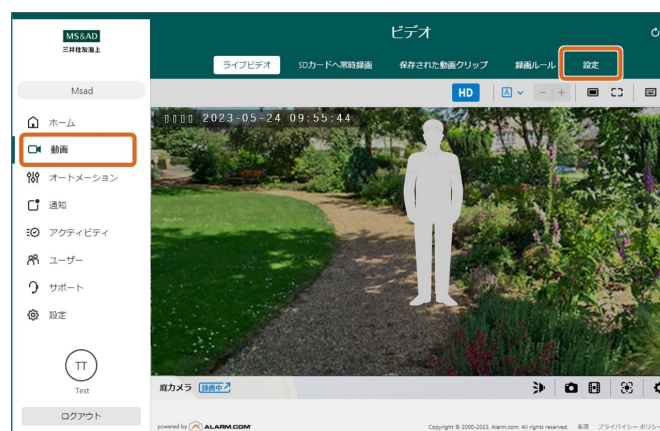 MS&AD
三井住友海上
Msad
ホーム
動画
オートメーション
通知
アクティビティ
ユーザー
サポート
設定
TT
Test
ログアウト
ビデオ
ライブビデオ
SDカードへ常時録画
保存された動画クリップ
録画ルール
設定
HD
A
2023-05-24 09:55:44
庭カメラ 録画中
powered by ALARM.COM
Copyright © 2000-2023, Alarm.com. All rights reserved.
条項
プライバシーポリシー